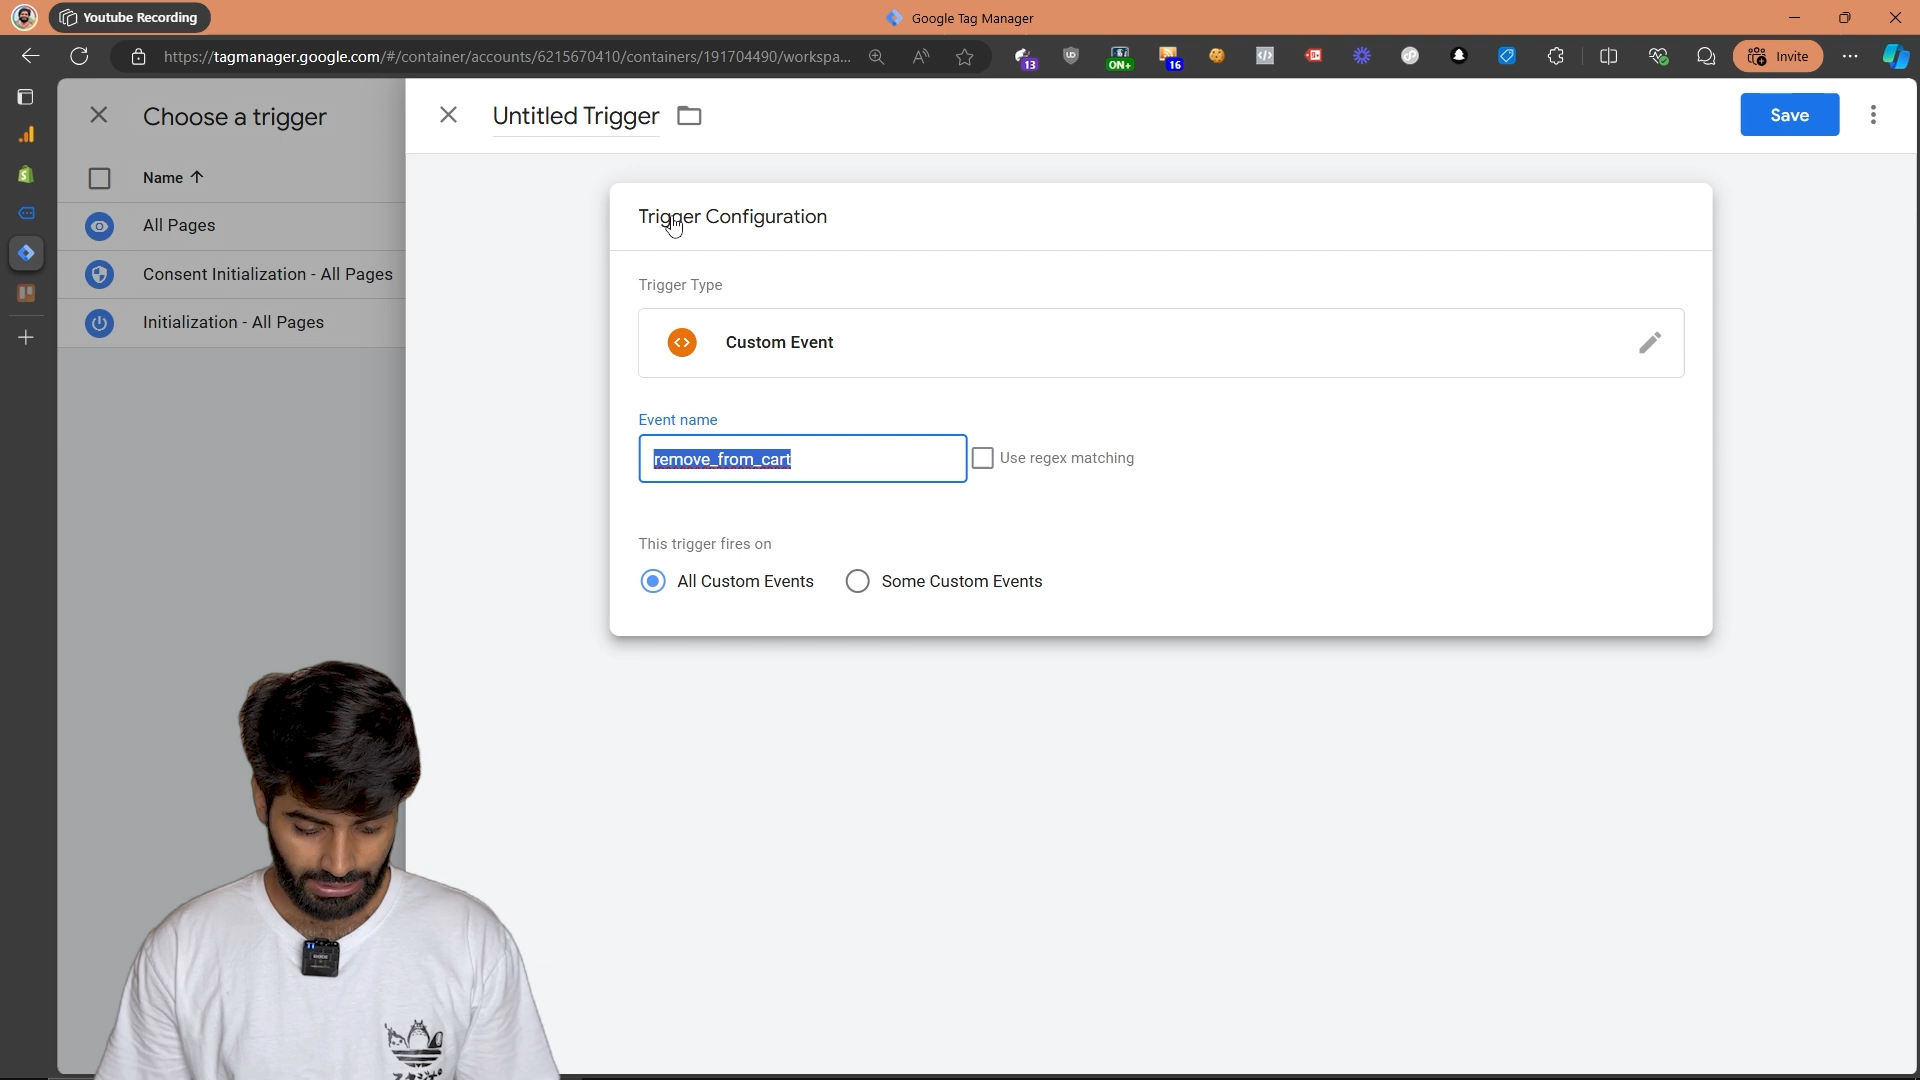 Youtube Recording
Google Tag Manager
https://tagmanager.google.com/#/container/accounts/6215670410/containers/191704490/workspa...
13
ON+
16
Invite
Choose a trigger
Untitled Trigger
Save
Name
All Pages
Consent Initialization - All Pages
Initialization - All Pages
Trigger Configuration
Trigger Type
Custom Event
Event name
remove_from_cart
Use regex matching
This trigger fires on
All Custom Events
Some Custom Events